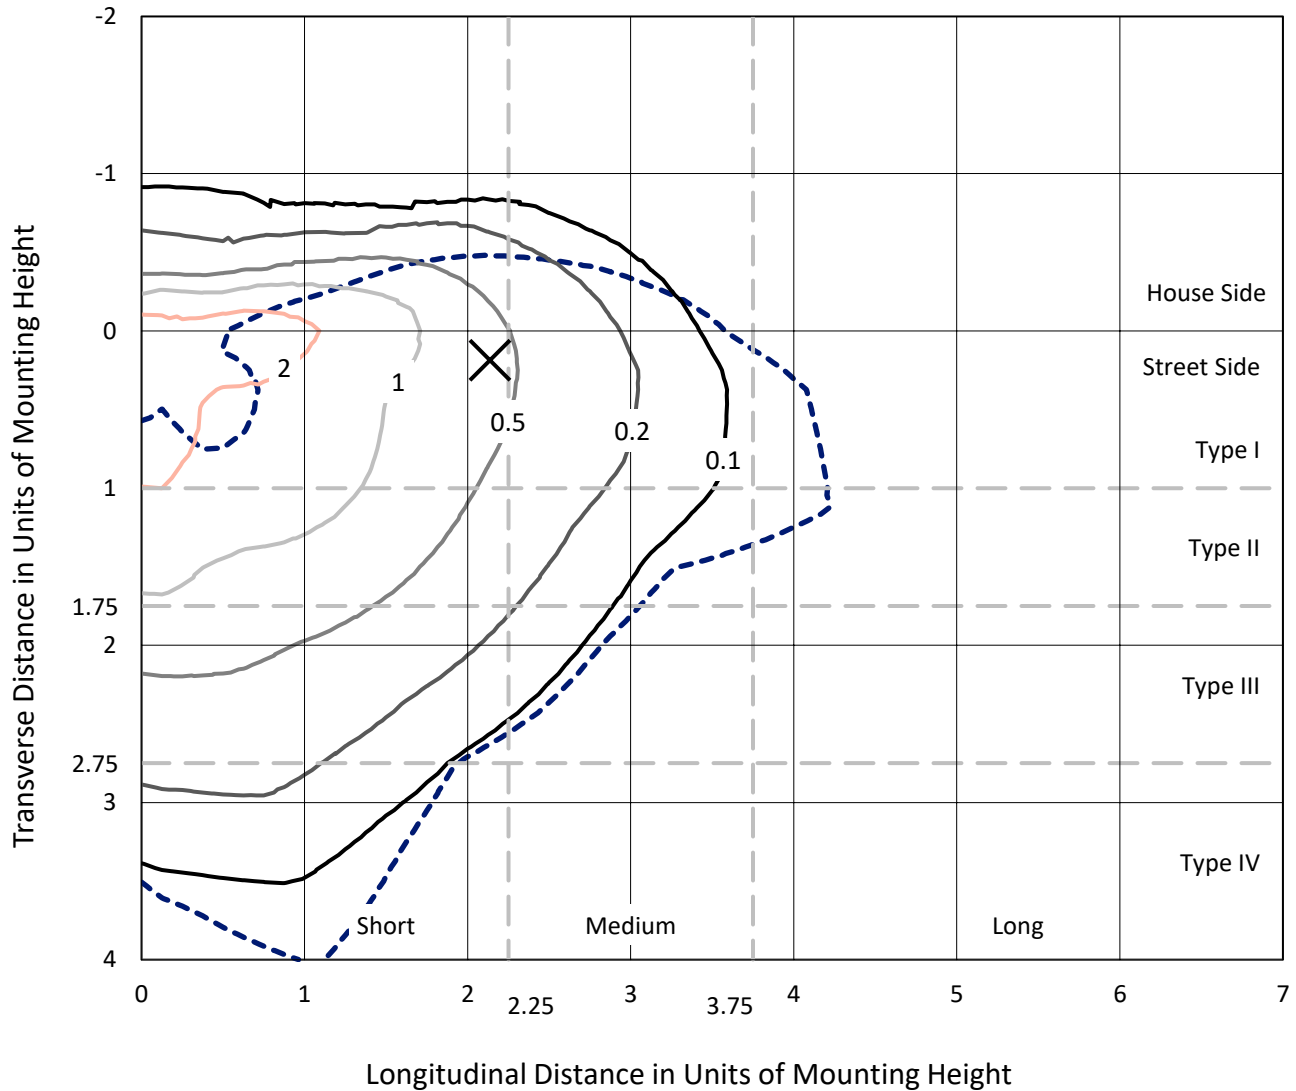 -2
-1
House Side
0
Street Side
2
1
0.5
0.2
Type I
0.1
1
Type II
1.75
2
Type III
2.75
3
Type IV
Short
Medium
Long
4
0
1
2
2.25
3
3.75
4
5
6
7
Transverse Distance in Units of Mounting Height
Longitudinal Distance in Units of Mounting Height